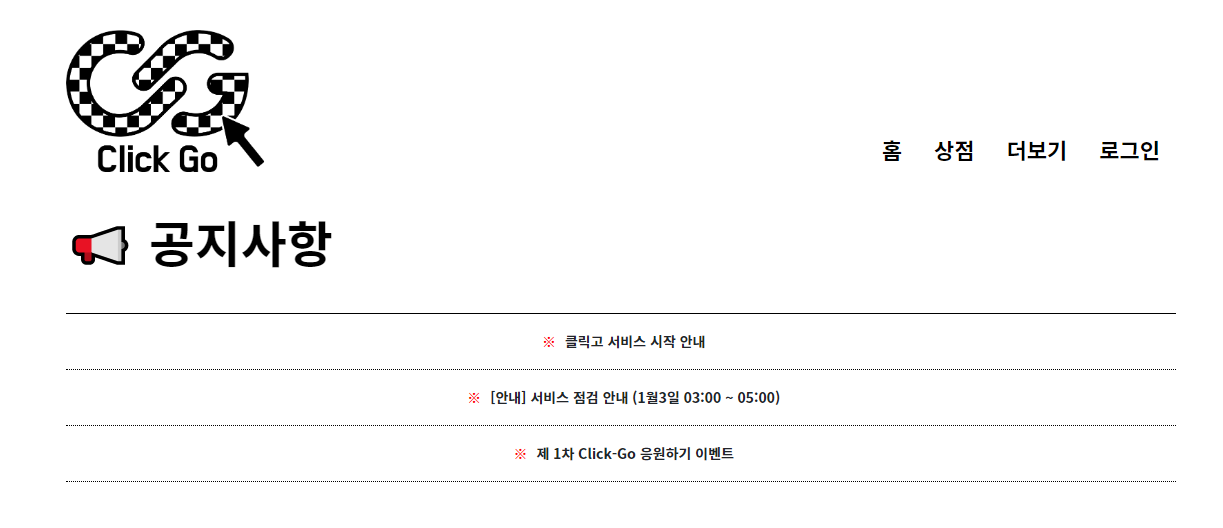 CG
Click Go
홈 상점 더보기 로그인
공지사항
※ 클릭고 서비스 시작 안내
※ [안내] 서비스 점검 안내 (1월3일 03:00 ~ 05:00)
※ 제 1차 Click-Go 응원하기 이벤트